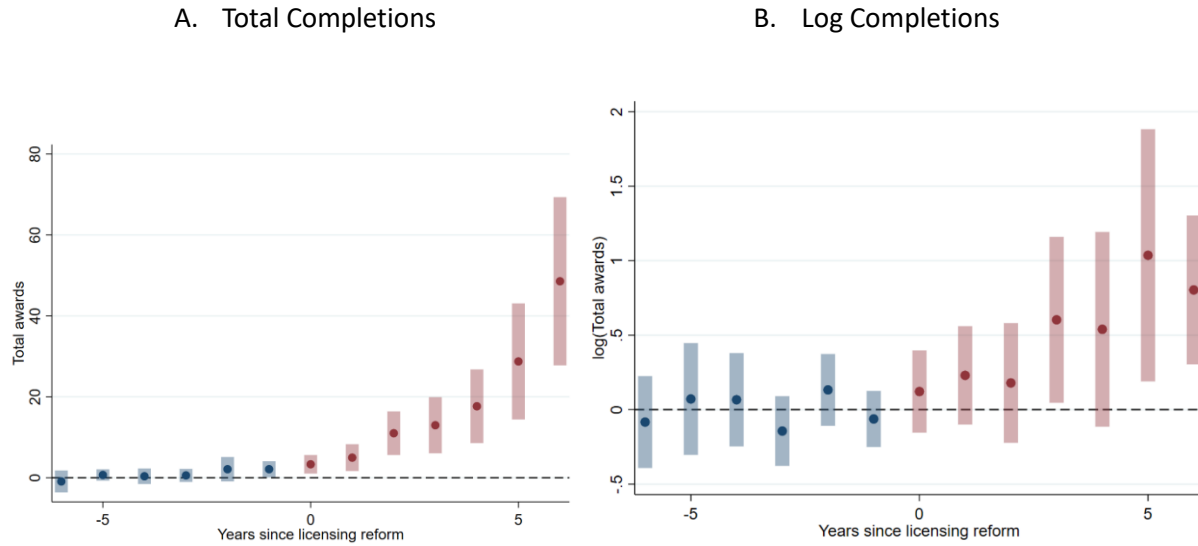 A. Total Completions
Total awards
80
60
40
20
0
-5
0
5
Years since licensing reform
B. Log Completions
log(Total awards)
2
1.5
1
.5
0
-.5
-5
0
5
Years since licensing reform